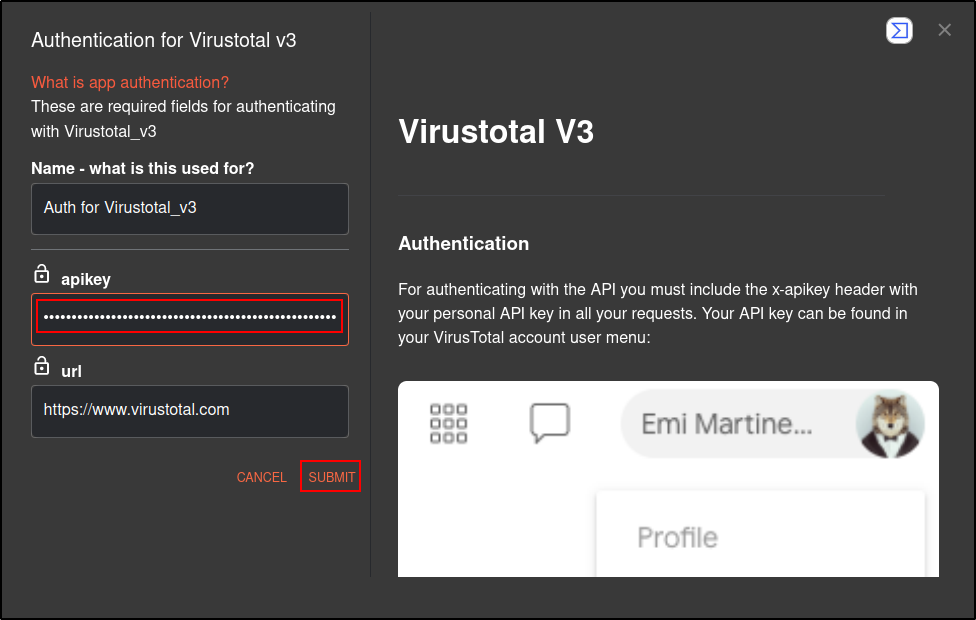 Authentication for Virustotal v3
What is app authentication?
These are required fields for authenticating
with Virustotal_v3
Name - what is this used for?
Auth for Virustotal_v3
apikey
••••••••••••••••••••••••••••••••••••••••••••••••••
url
https://www.virustotal.com
CANCEL
SUBMIT
Virustotal V3
Authentication
For authenticating with the API you must include the x-apikey header with
your personal API key in all your requests. Your API key can be found in
your VirusTotal account user menu:
Emi Martine...
Profile